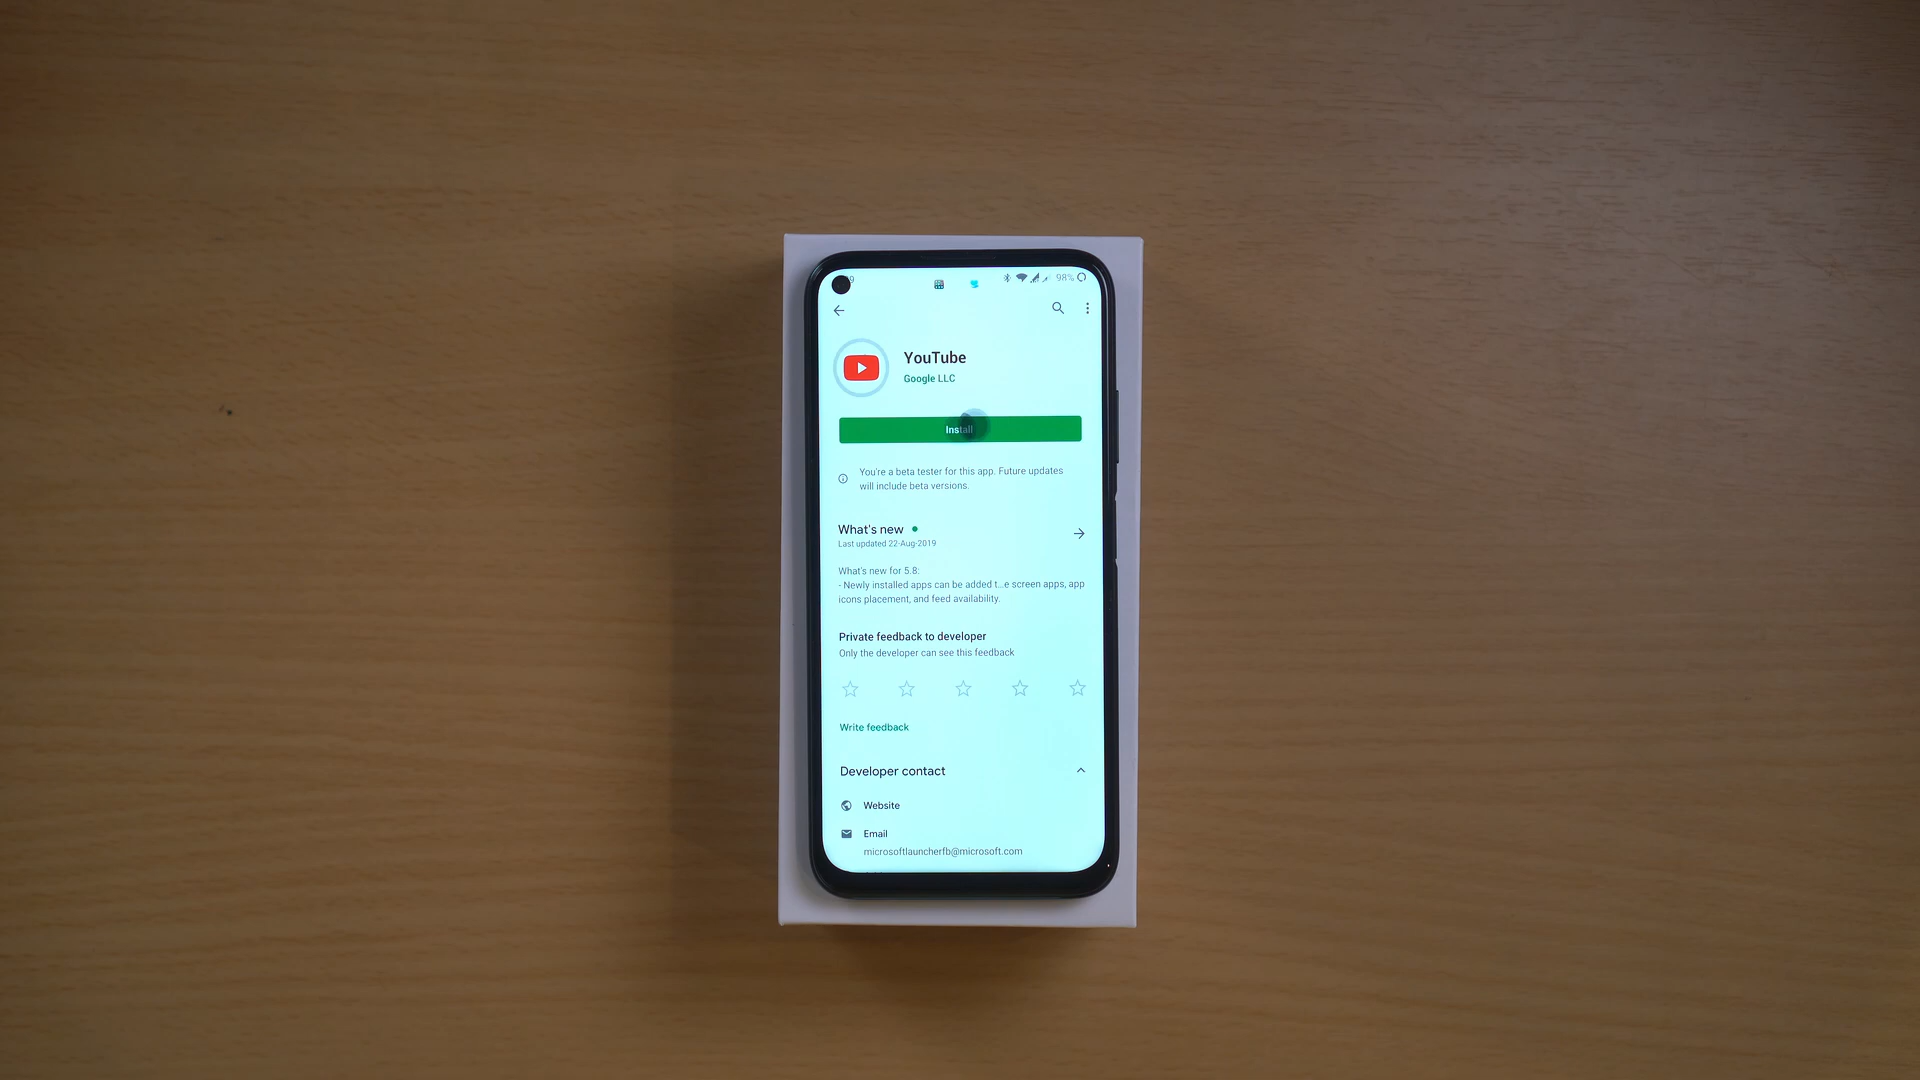 98%
YouTube
Google LLC
Install
You're a beta tester for this app. Future updates
will include beta versions.
What's new
Last updated 22-Aug-2019
What's new for 5.8:
- Newly installed apps can be added t...e screen apps, app
icons placement, and feed availability.
Private feedback to developer
Only the developer can see this feedback
Write feedback
Developer contact
Website
Email
microsoftlauncherfb@microsoft.com